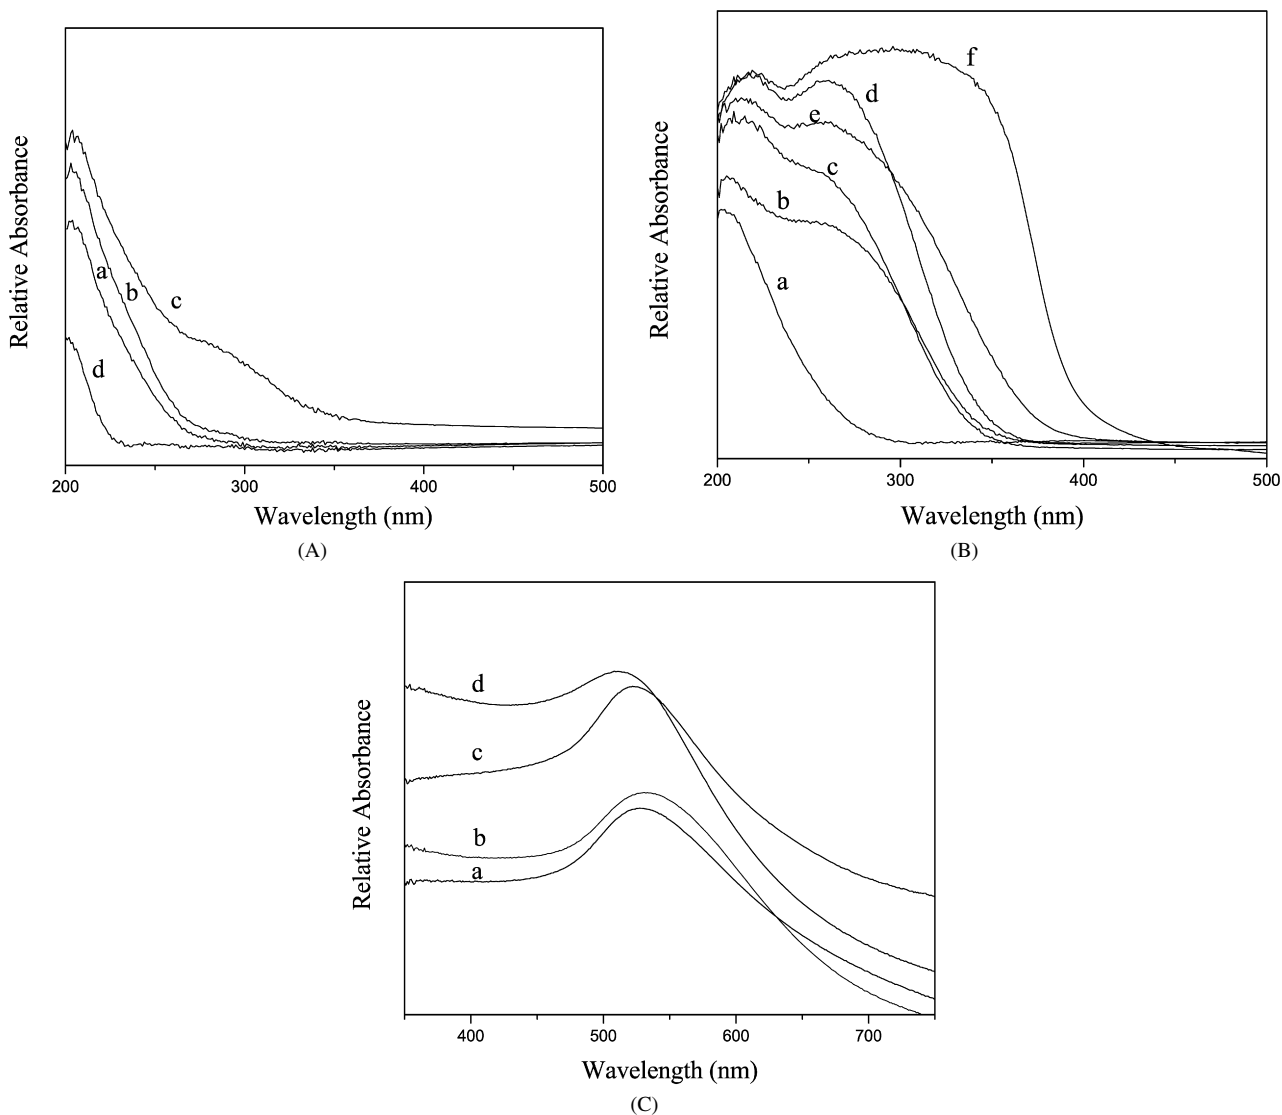 Relative Absorbance
a
b
c
d
200
300
400
500
Wavelength (nm)
(A)
Relative Absorbance
f
d
e
c
b
a
200
300
400
500
Wavelength (nm)
(B)
Relative Absorbance
d
c
b
a
400
500
600
700
Wavelength (nm)
(C)